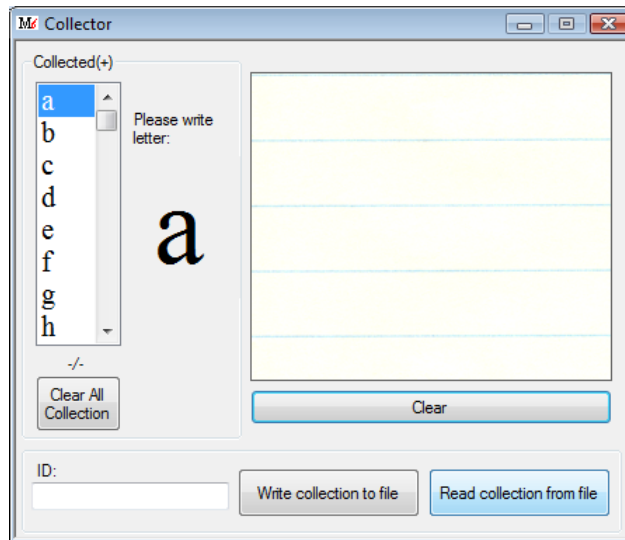 Collector
Collected(+)
a
b
c
d
e
f
g
h
Please write
letter:
a
-/-
Clear All
Collection
Clear
ID:
Write collection to file
Read collection from file